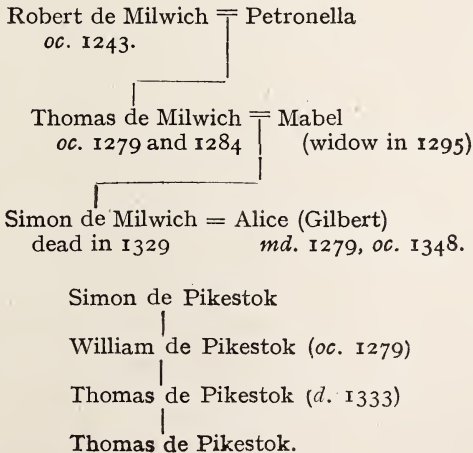 Robert de Milwich = Petronella
oc. 1243.
Thomas de Milwich = Mabel
oc. 1279 and 1284 (widow in 1295)
Simon de Milwich = Alice (Gilbert)
dead in 1329 md. 1279, oc. 1348.
Simon de Pikestok
William de Pikestok (oc. 1279)
Thomas de Pikestok (d. 1333)
Thomas de Pikestok.